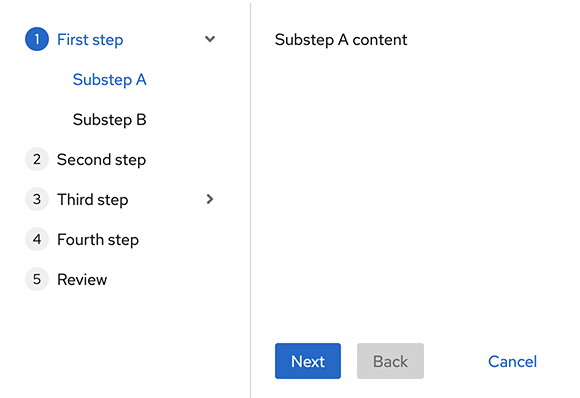 1 First step
Substep A
Substep B
2 Second step
3 Third step
4 Fourth step
5 Review
Substep A content
Next Back Cancel